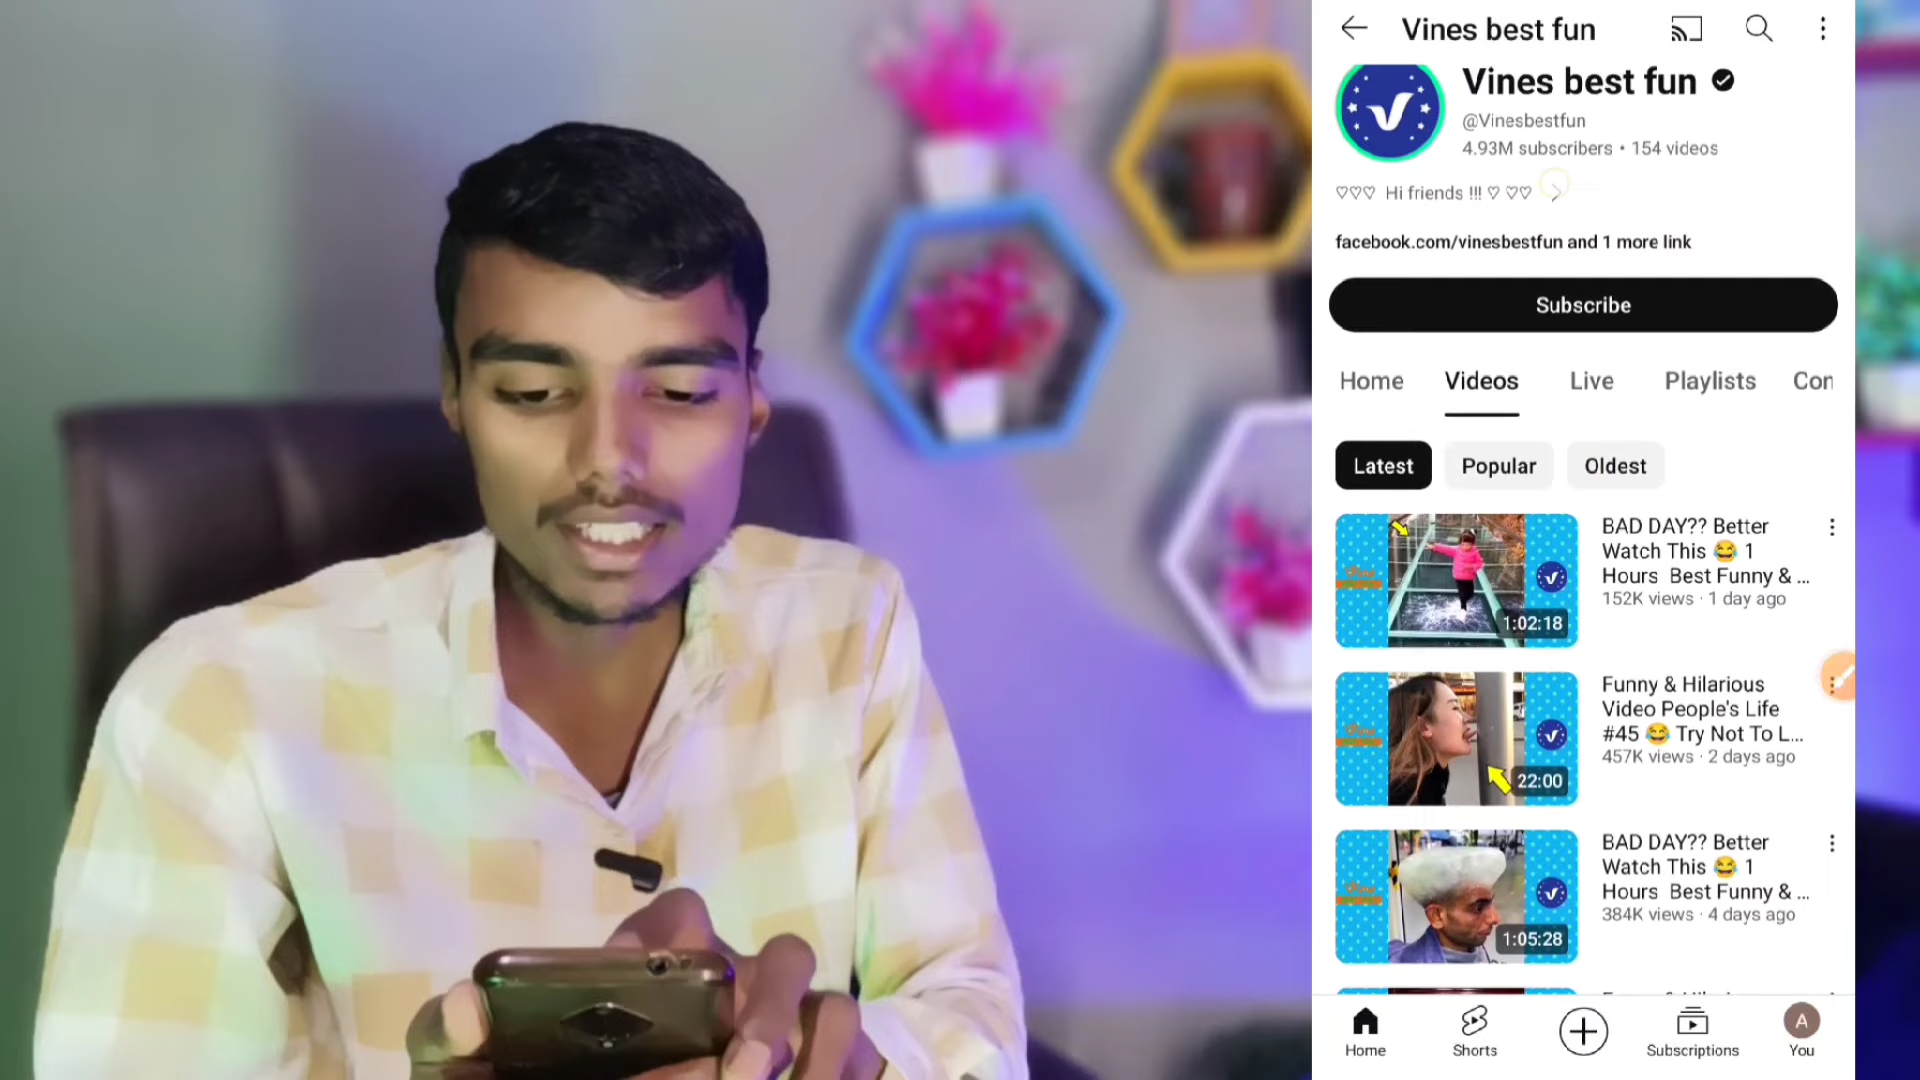 Vines best fun
Vines best fun
@Vinesbestfun
4.93M subscribers • 154 videos
♡♡♡ Hi friends !!! ♡ ♡♡
facebook.com/vinesbestfun and 1 more link
Subscribe
Home Videos Live Playlists Con
Latest Popular Oldest
BAD DAY?? Better
Watch This 😂 1
Hours Best Funny & ...
152K views · 1 day ago
1:02:18
Funny & Hilarious
Video People's Life
#45 😂 Try Not To L...
457K views · 2 days ago
22:00
BAD DAY?? Better
Watch This 😂 1
Hours Best Funny & ...
384K views · 4 days ago
1:05:28
Home Shorts Subscriptions You
A